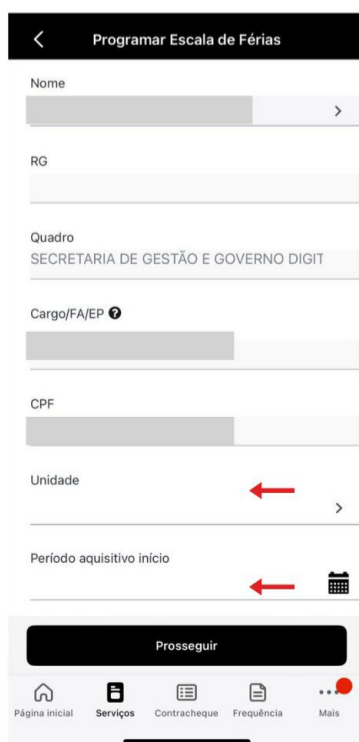 Programar Escala de Férias
Nome
RG
Quadro
SECRETARIA DE GESTÃO E GOVERNO DIGIT
Cargo/FA/EP ?
CPF
Unidade
Período aquisitivo início
Prosseguir
Página inicial Serviços Contracheque Frequência Mais